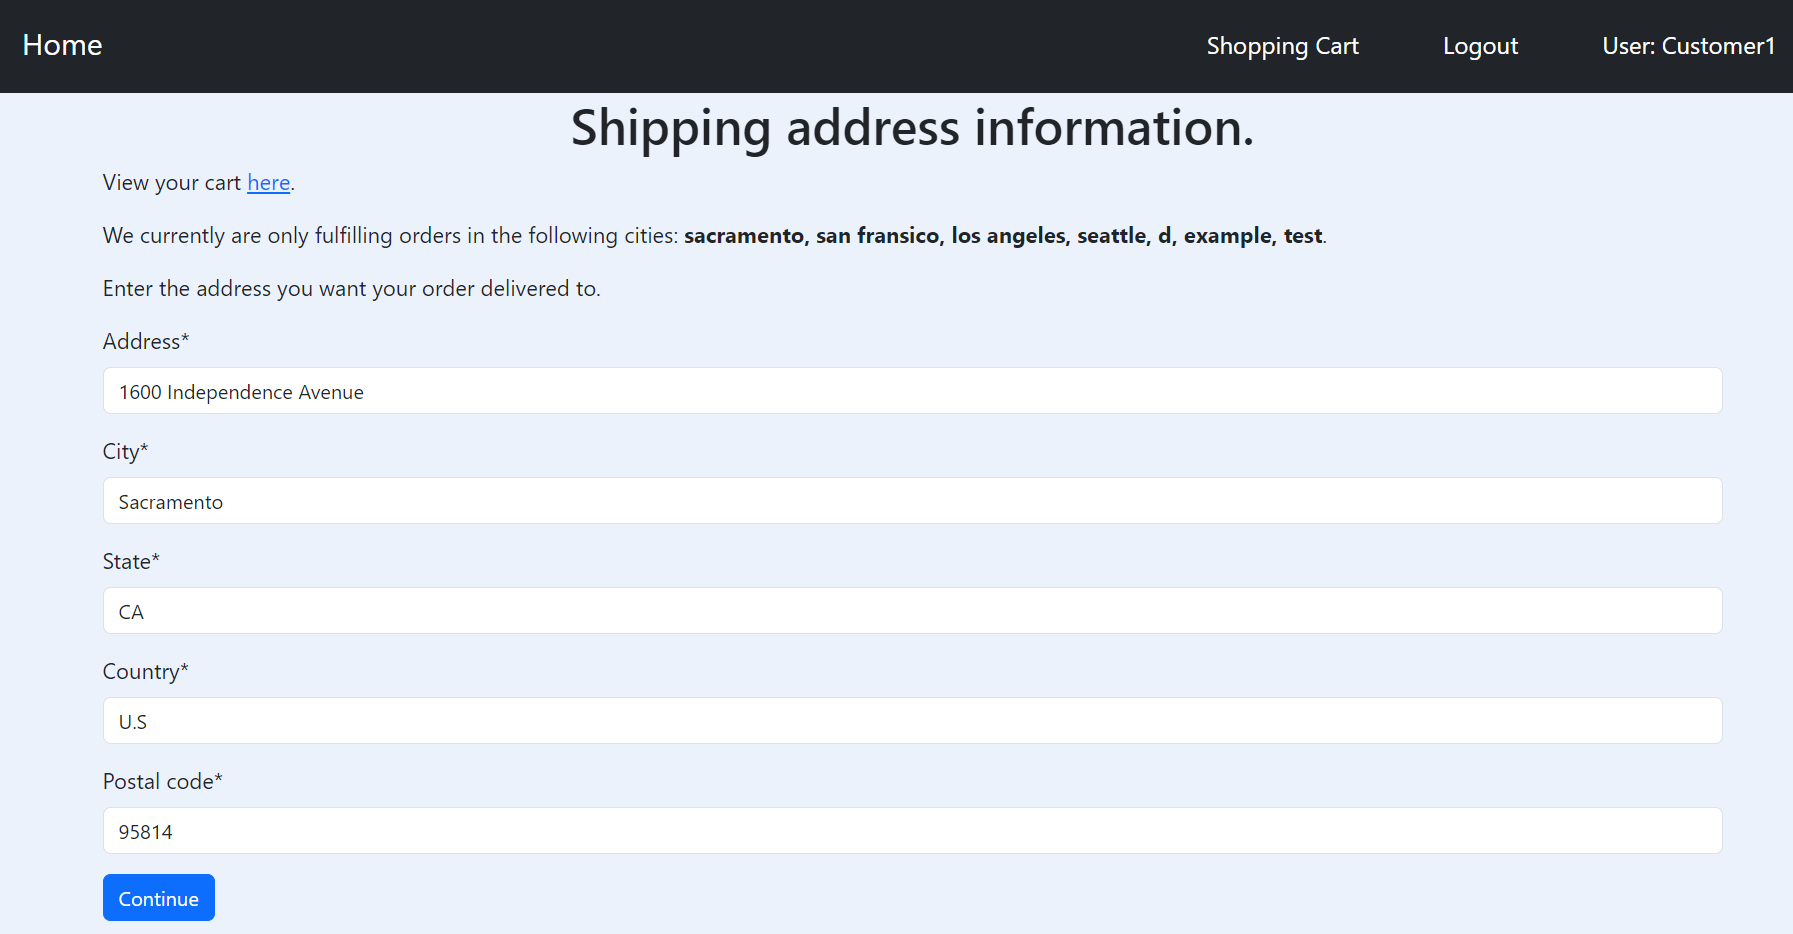 Home Shopping Cart Logout User: Customer1
Shipping address information.
View your cart here.
We currently are only fulfilling orders in the following cities: sacramento, san fransico, los angeles, seattle, d, example, test.
Enter the address you want your order delivered to.
Address*
1600 Independence Avenue
City*
Sacramento
State*
CA
Country*
U.S
Postal code*
95814
Continue